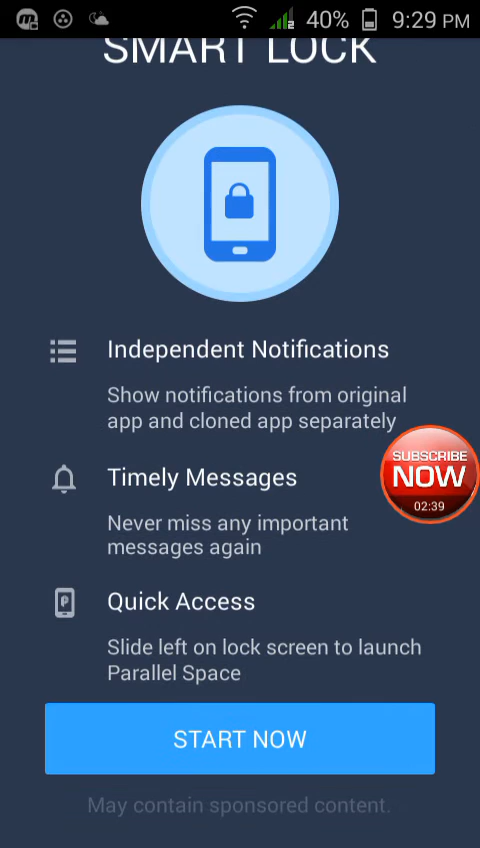 40% 9:29 PM
SMART LOCK
Independent Notifications
Show notifications from original
app and cloned app separately
SUBSCRIBE
NOW
02:39
Timely Messages
Never miss any important
messages again
Quick Access
Slide left on lock screen to launch
Parallel Space
START NOW
May contain sponsored content.